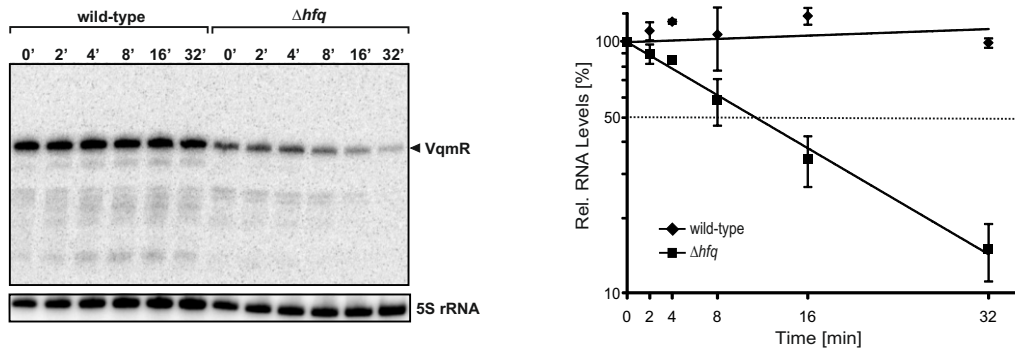 wild-type Δhfq
0’ 2’ 4’ 8’ 16’ 32’ 0’ 2’ 4’ 8’ 16’ 32’
VqmR
5S rRNA
Rel. RNA Levels [%]
100
50
10
wild-type
Δhfq
0 2 4 8 16 32
Time [min]